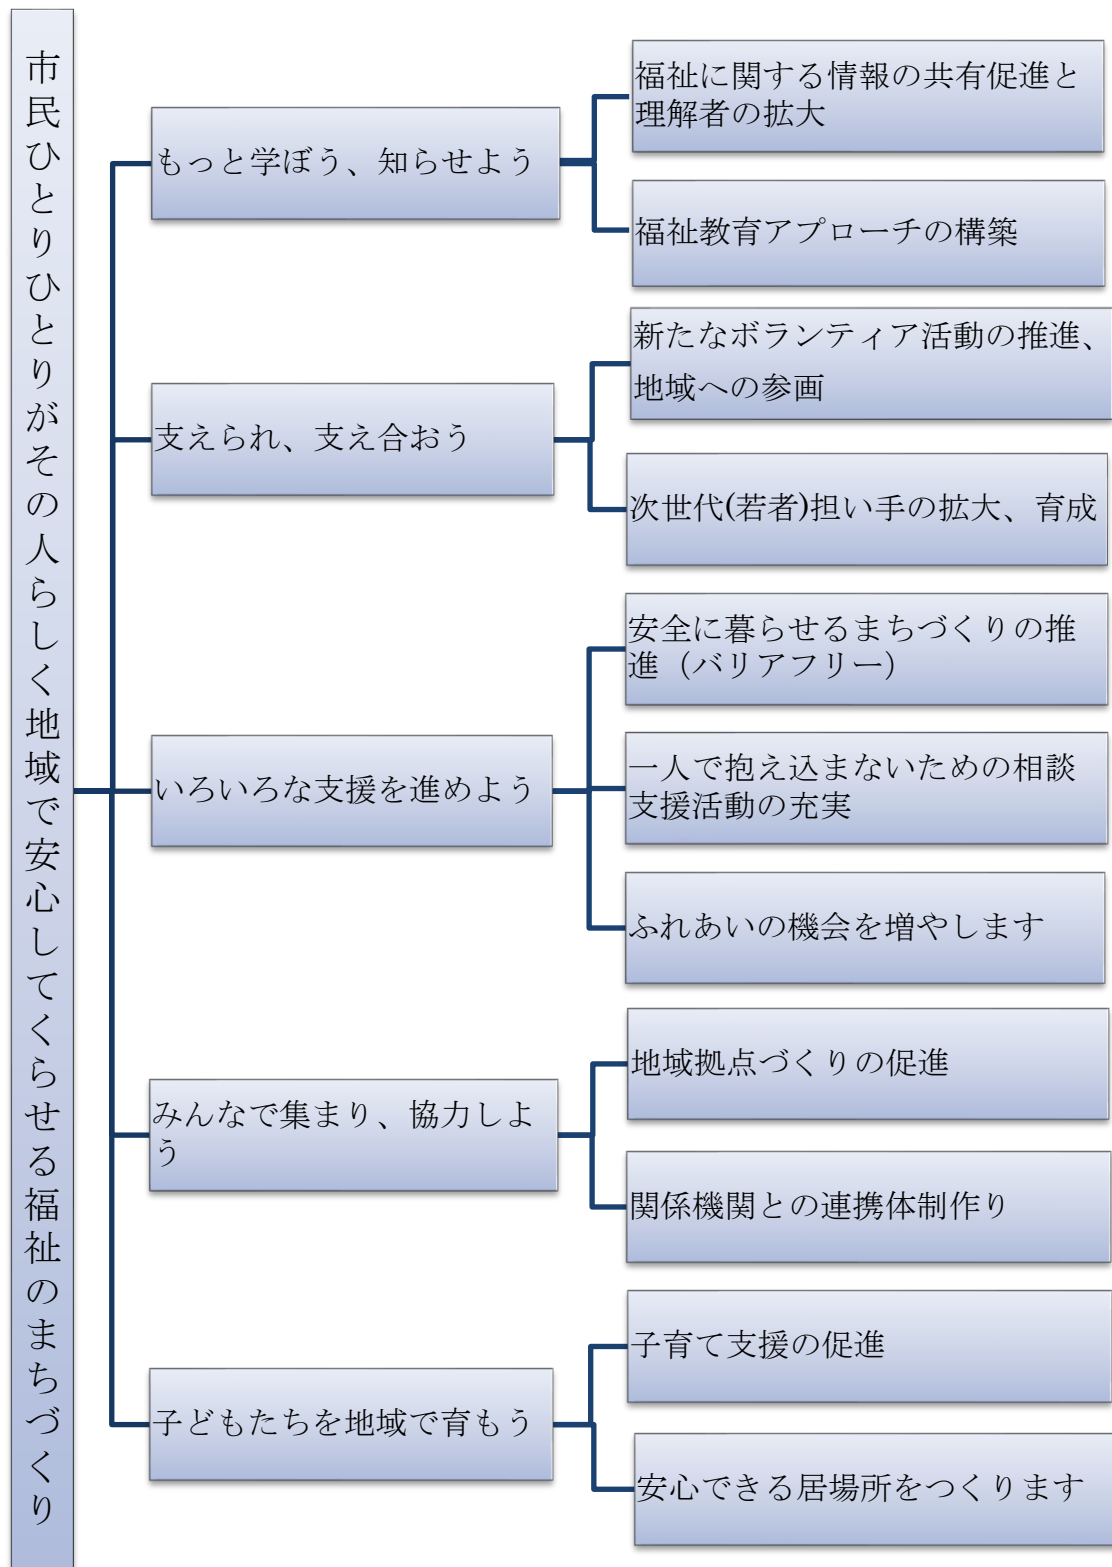 市民ひとりひとりがその人らしく地域で安心してくらせる福祉のまちづくり
もっと学ぼう、知らせよう
福祉に関する情報の共有促進と
理解者の拡大
福祉教育アプローチの構築
支えられ、支え合おう
新たなボランティア活動の推進、
地域への参画
次世代(若者)担い手の拡大、育成
いろいろな支援を進めよう
安全に暮らせるまちづくりの推
進（バリアフリー）
一人で抱え込まないための相談
支援活動の充実
ふれあいの機会を増やします
みんなで集まり、協力しよ
う
地域拠点づくりの促進
関係機関との連携体制作り
子どもたちを地域で育もう
子育て支援の促進
安心できる居場所をつくります